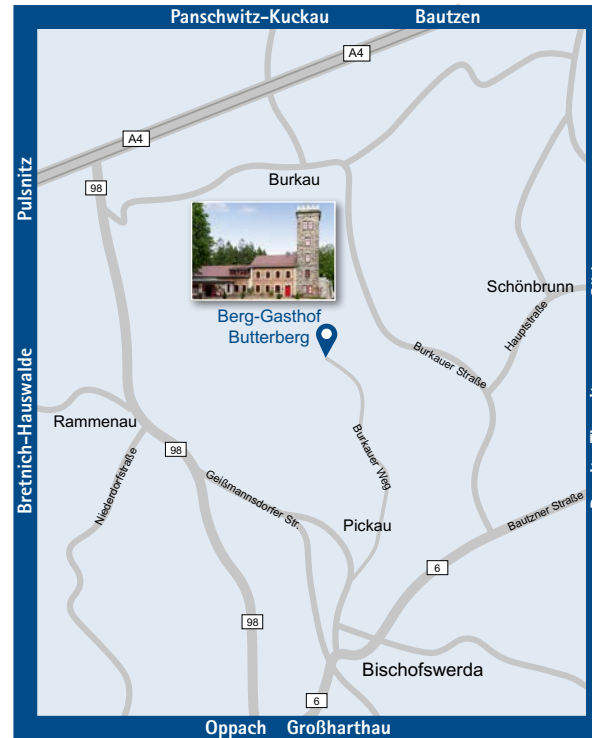 Panschwitz-Kuckau
Bautzen
A4
A4
98
Pulsnitz
Burkau
Schönbrunn
Berg-Gasthof
Butterberg
Hauptstraße
Burkauer Straße
Bretnich-Hauswalde
Rammenau
98
Niederdorfstraße
Geißmannsdorfer Str.
Burkauer Weg
Pickau
Bautzner Straße
6
98
Bischofswerda
6
Oppach
Großharthau